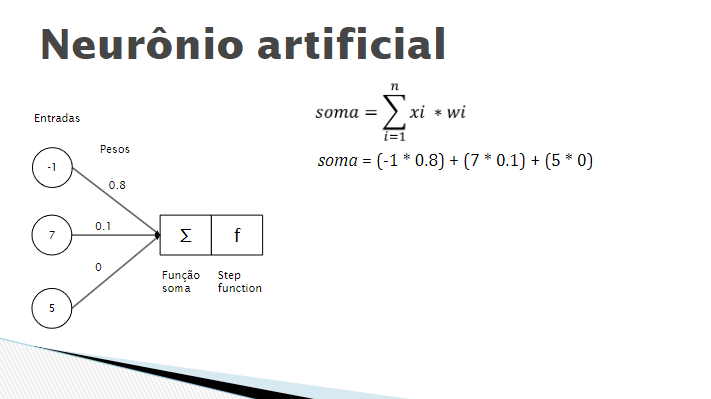 Neurônio artificial
Entradas
Pesos
-1
0.8
7
0.1
0
5
Σ f
Função soma
Step function
n
soma = ∑ xi * wi
i=1
soma = (-1 * 0.8) + (7 * 0.1) + (5 * 0)